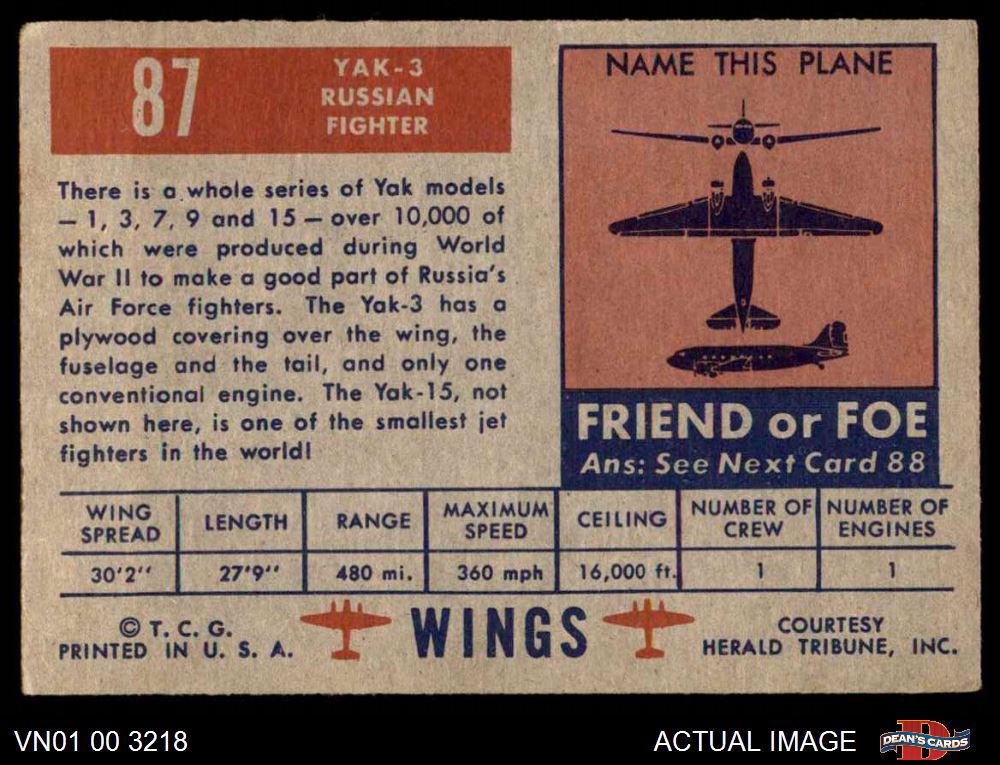 87
YAK-3
RUSSIAN
FIGHTER
There is a whole series of Yak models
— 1, 3, 7, 9 and 15 — over 10,000 of
which were produced during World
War II to make a good part of Russia's
Air Force fighters. The Yak-3 has a
plywood covering over the wing, the
fuselage and the tail, and only one
conventional engine. The Yak-15, not
shown here, is one of the smallest jet
fighters in the world!
NAME THIS PLANE
FRIEND or FOE
Ans: See Next Card 88
WING SPREAD
LENGTH
RANGE
MAXIMUM SPEED
CEILING
NUMBER OF CREW
NUMBER OF ENGINES
30'2''
27'9''
480 mi.
360 mph
16,000 ft.
1
1
© T. C. G.
PRINTED IN U. S. A.
WINGS
COURTESY
HERALD TRIBUNE, INC.
VN01 00 3218
ACTUAL IMAGE
D
DEAN'S CARDS